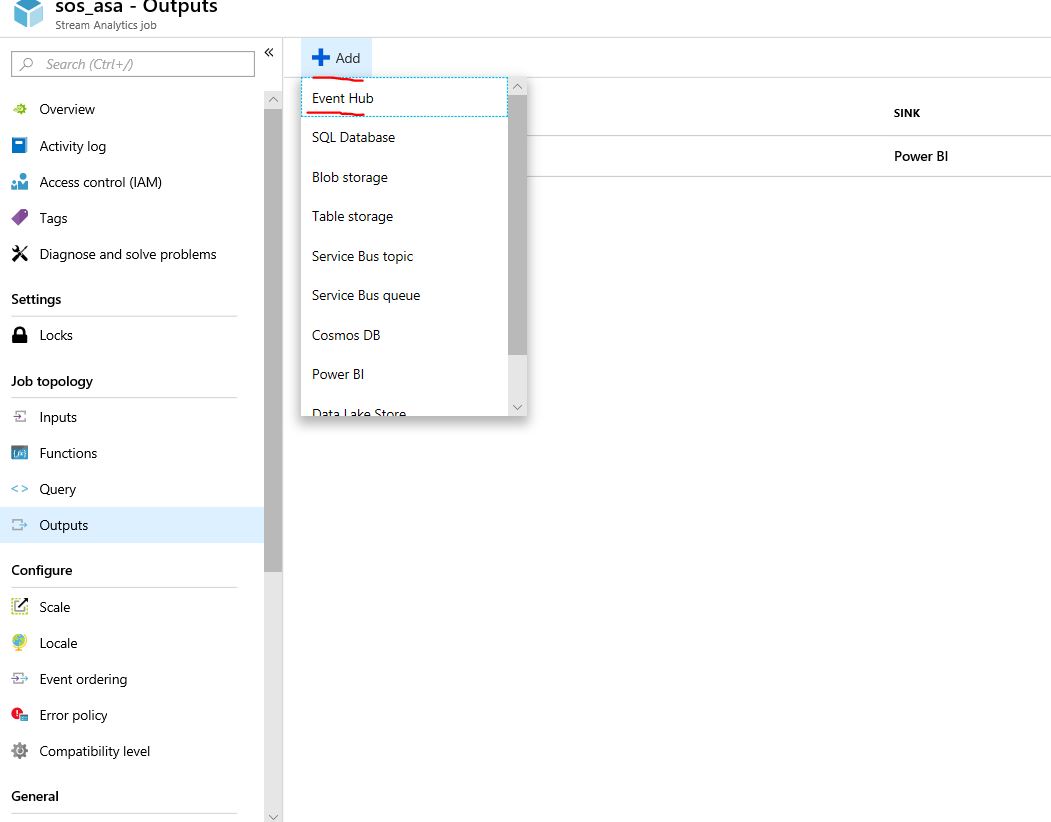 sos_asa - Outputs
Stream Analytics job
Search (Ctrl+/)
«
Overview
Activity log
Access control (IAM)
Tags
Diagnose and solve problems
Settings
Locks
Job topology
Inputs
Functions
Query
Outputs
Configure
Scale
Locale
Event ordering
Error policy
Compatibility level
General
Add
Event Hub
SQL Database
Blob storage
Table storage
Service Bus topic
Service Bus queue
Cosmos DB
Power BI
Data Lake Store
SINK
Power BI